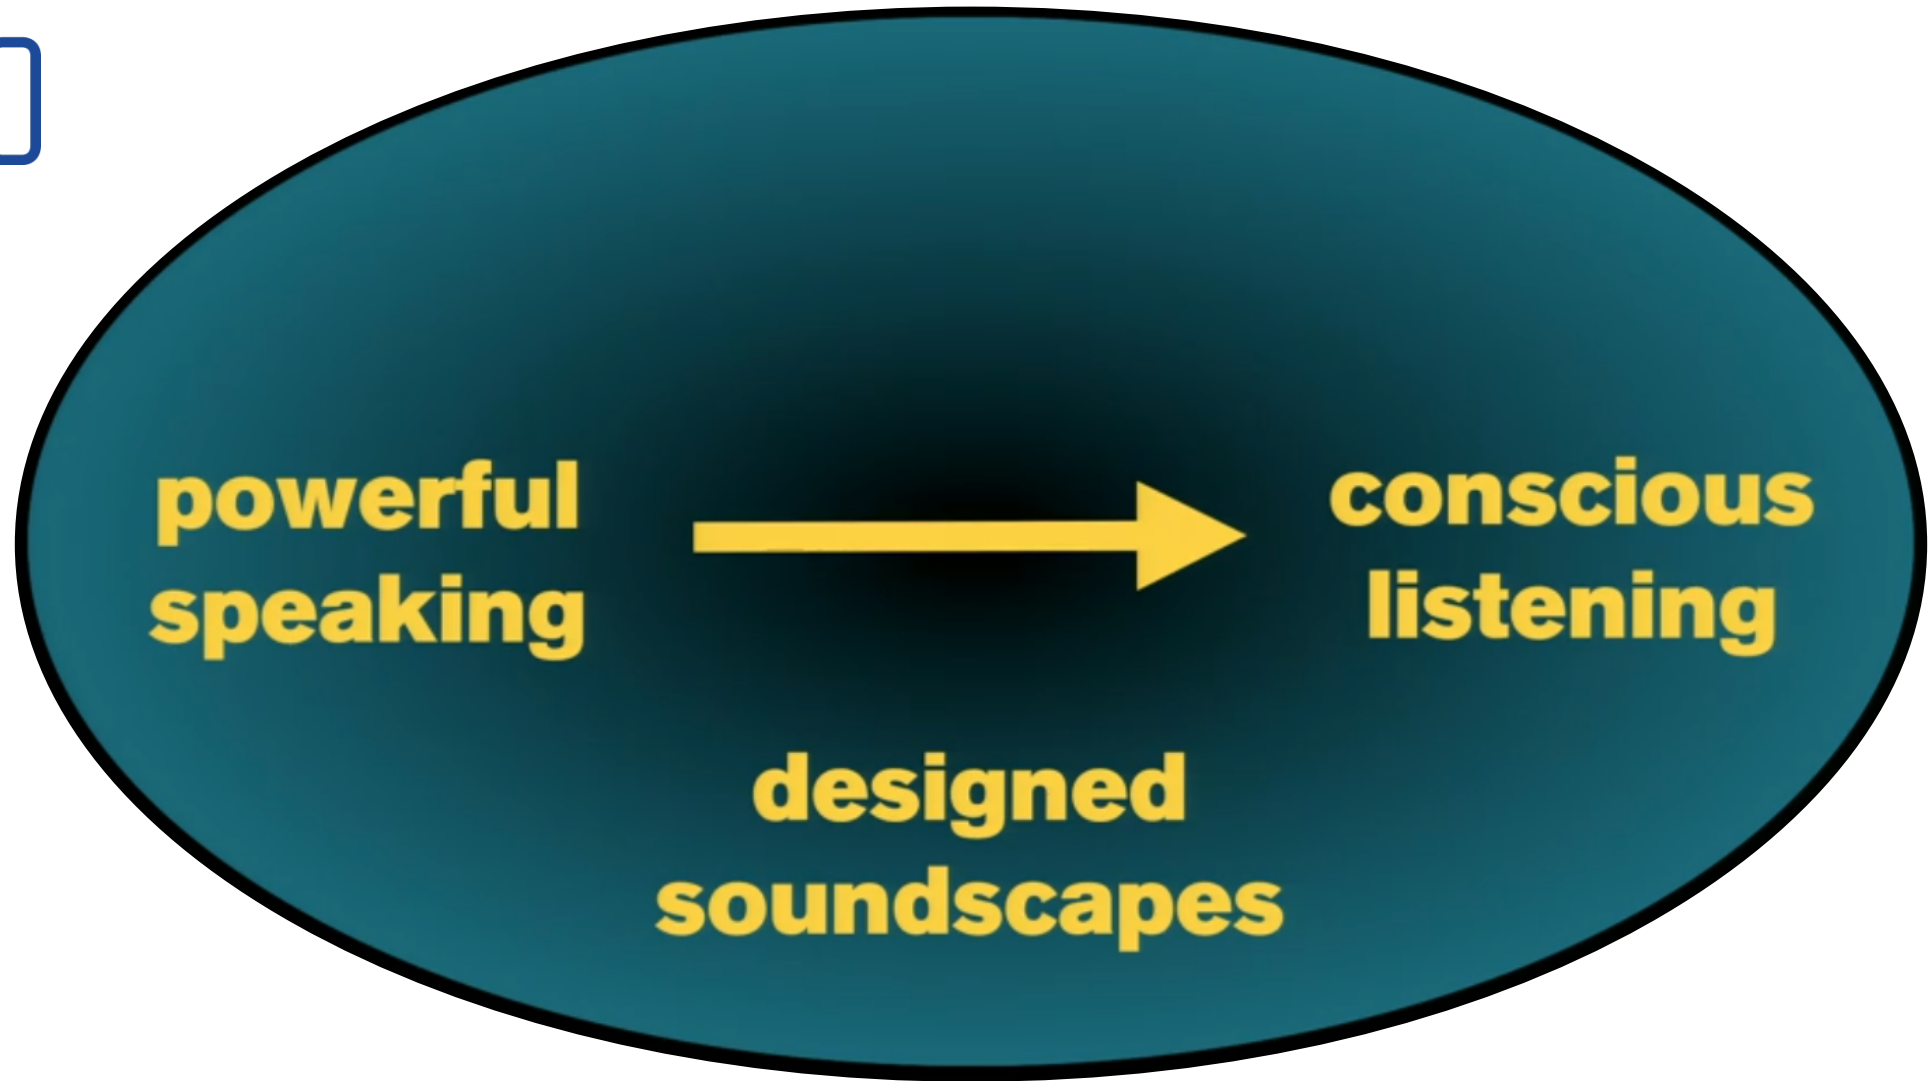 powerful
speaking
conscious
listening
designed
soundscapes